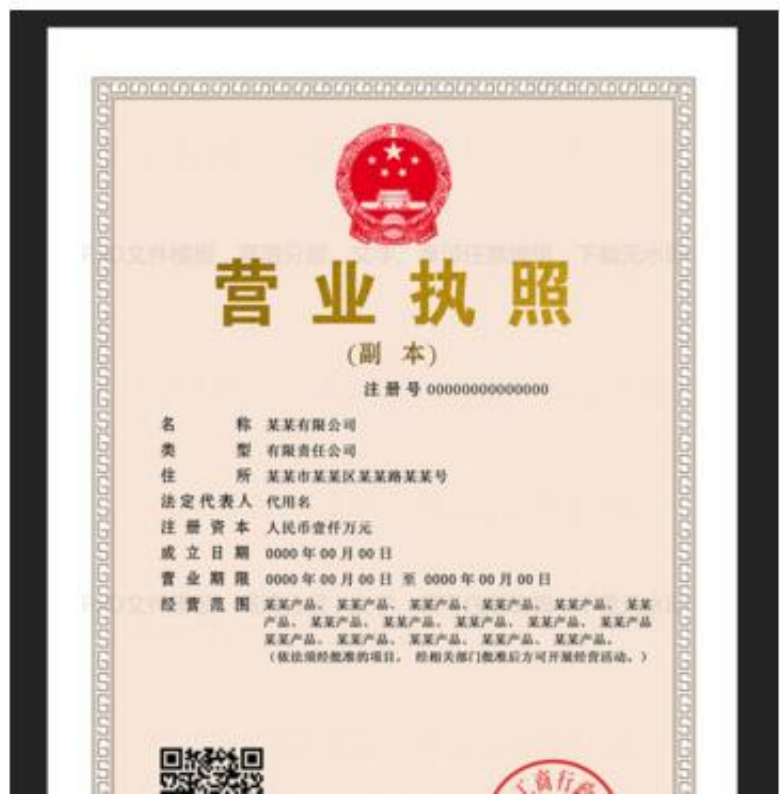 营业执照
(副 本)
注册号 00000000000000
名称 某某有限公司
类型 有限责任公司
住所 某某市某某区某某路某某号
法定代表人 代用名
注册资本 人民币壹仟万元
成立日期 0000年00月00日
营业期限 0000年00月00日 至 0000年00月00日
经营范围 某某产品、 某某产品、 某某产品、 某某产品、 某某产品、 某某
产品、 某某产品、 某某产品、 某某产品、 某某产品、 某某产品
某某产品、 某某产品、 某某产品、 某某产品、 某某产品。
(依法须经批准的项目, 经相关部门批准后方可开展经营活动。)
工商行政